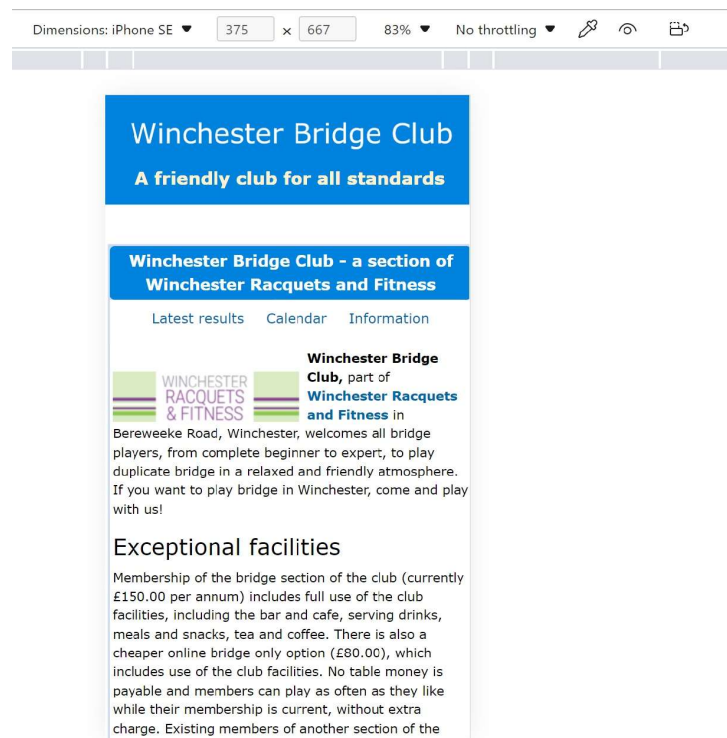 Dimensions: iPhone SE ▼ 375 × 667 83% ▼ No throttling ▼
Winchester Bridge Club
A friendly club for all standards
Winchester Bridge Club - a section of
Winchester Racquets and Fitness
Latest results Calendar Information
WINCHESTER
RACQUETS
& FITNESS
Winchester Bridge
Club, part of
Winchester Racquets
and Fitness in
Bereweeke Road, Winchester, welcomes all bridge
players, from complete beginner to expert, to play
duplicate bridge in a relaxed and friendly atmosphere.
If you want to play bridge in Winchester, come and play
with us!
Exceptional facilities
Membership of the bridge section of the club (currently
£150.00 per annum) includes full use of the club
facilities, including the bar and cafe, serving drinks,
meals and snacks, tea and coffee. There is also a
cheaper online bridge only option (£80.00), which
includes use of the club facilities. No table money is
payable and members can play as often as they like
while their membership is current, without extra
charge. Existing members of another section of the